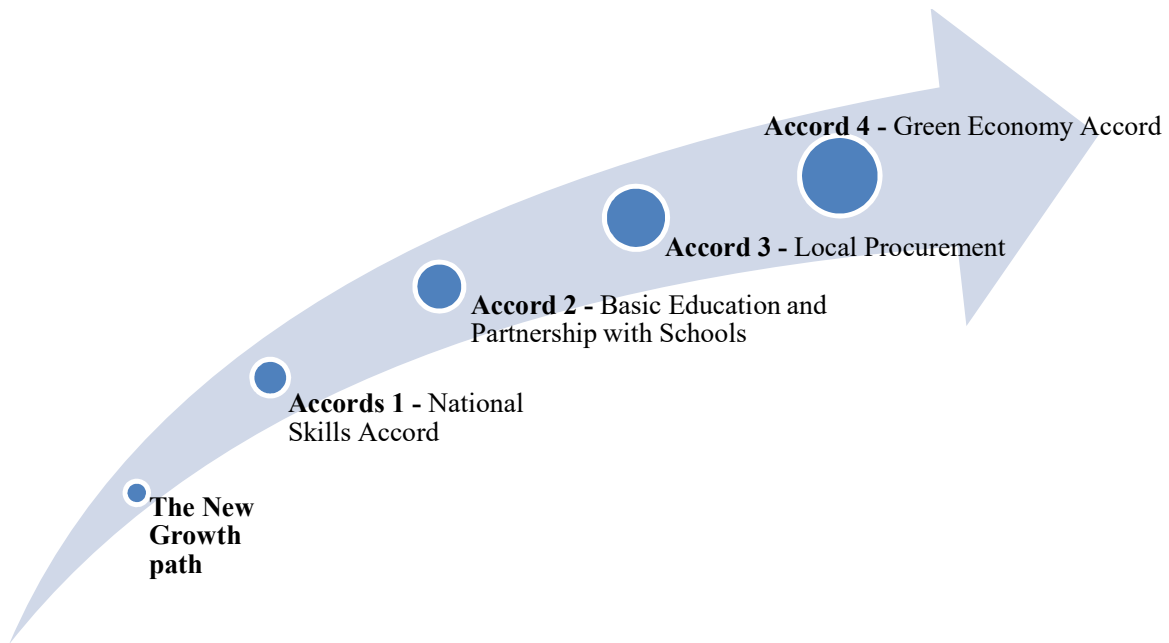 Accord 4 - Green Economy Accord
Accord 3 - Local Procurement
Accord 2 - Basic Education and
Partnership with Schools
Accords 1 - National
Skills Accord
The New
Growth
path